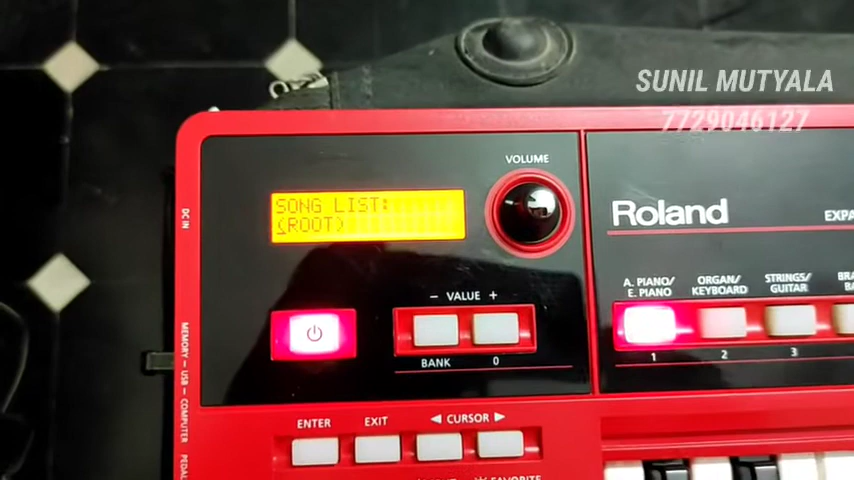 SUNIL MUTYALA
7729046127
VOLUME
SONG LIST:
(ROOT)
Roland
DC IN
A. PIANO/
E. PIANO
ORGAN/
KEYBOARD
STRINGS/
GUITAR
- VALUE +
BANK 0
1 2 3
MEMORY – USB – COMPUTER
ENTER EXIT ◄ CURSOR ►
FAVORITE